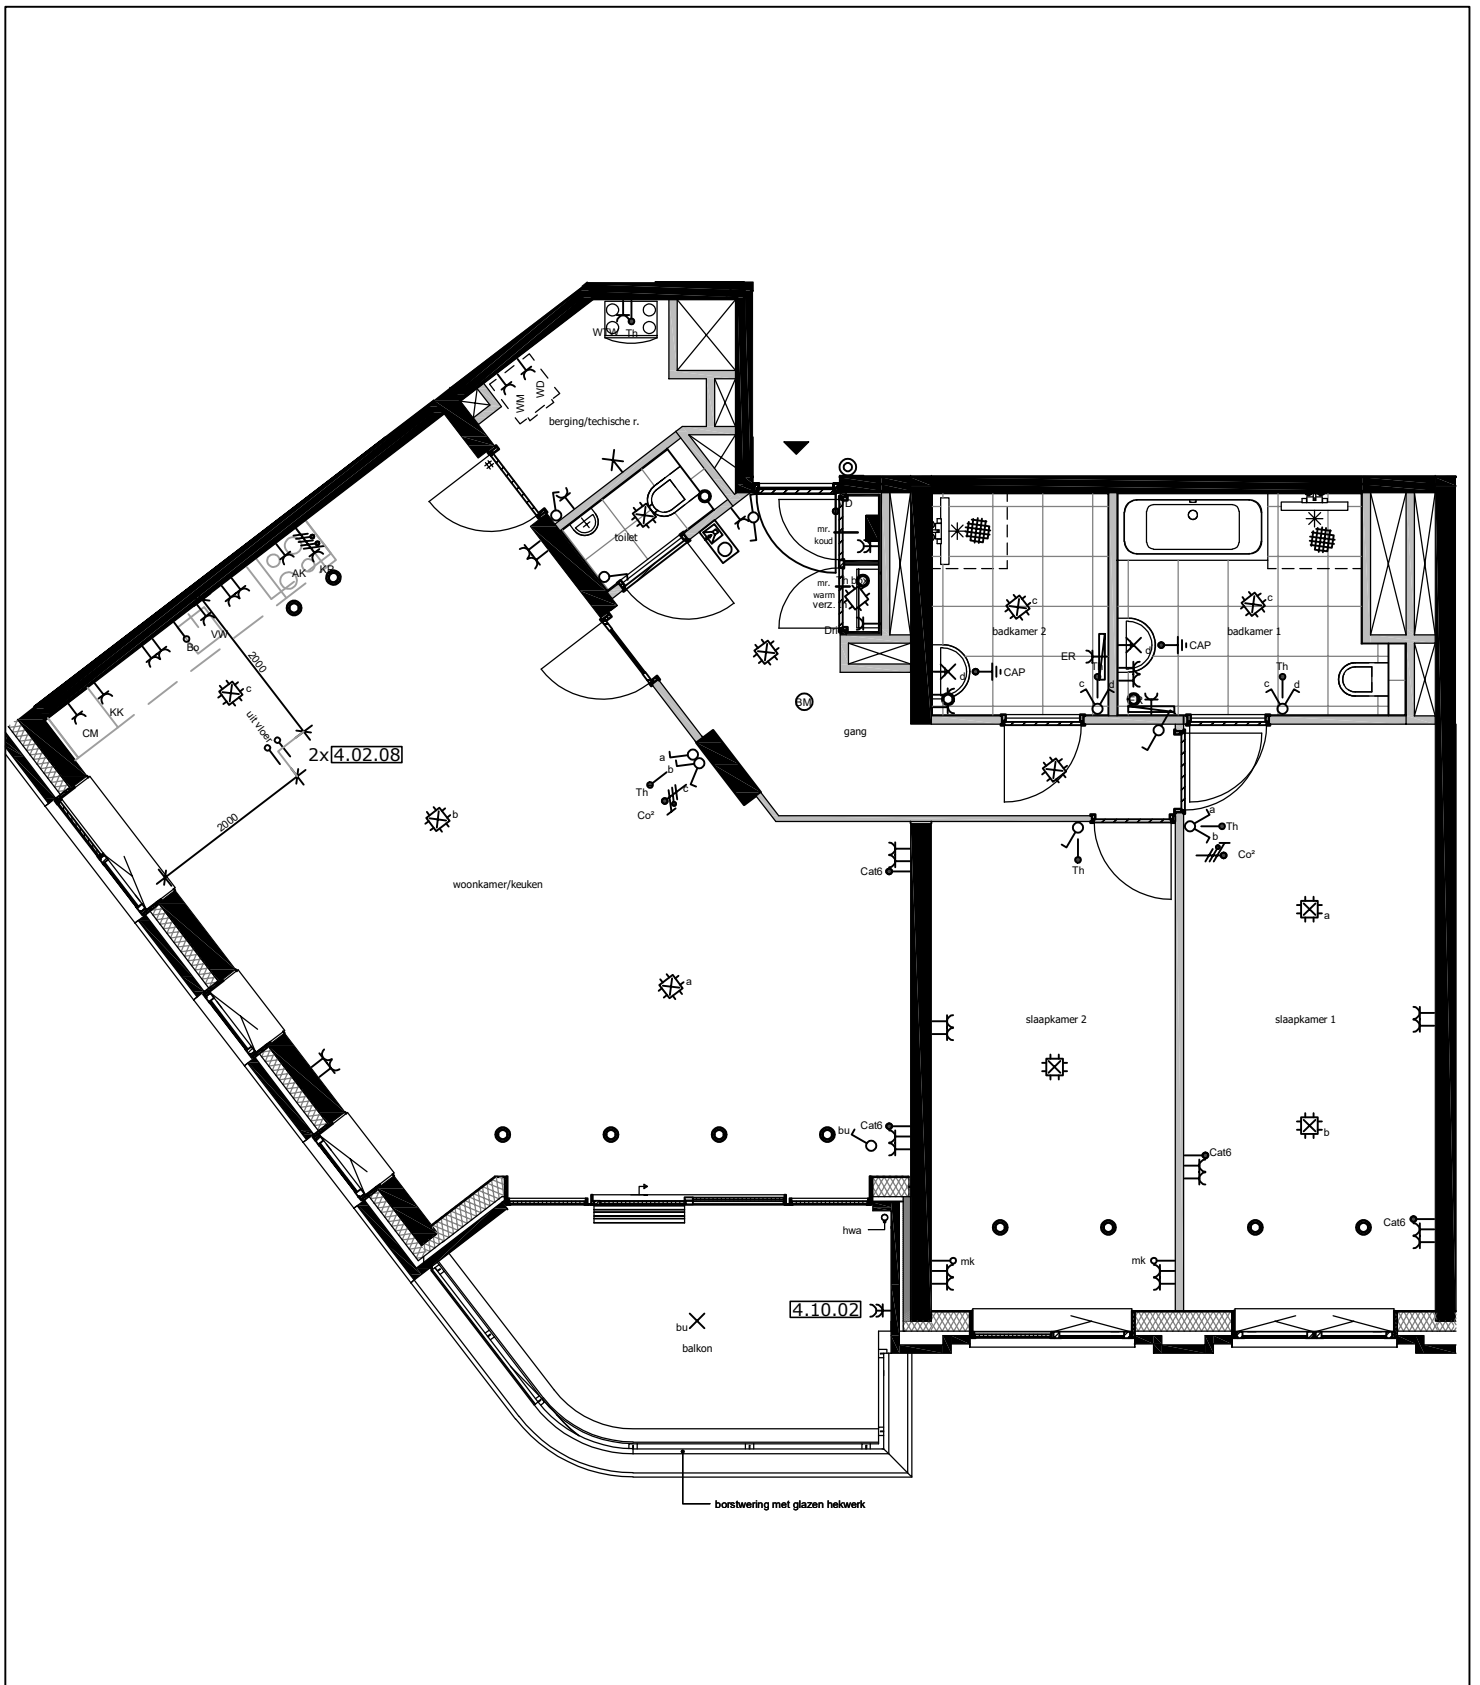 WTW
Th
WM
WD
berging/techische r.
toilet
mr.
koud
mr.
warm
verz.
AK
VW
Bo
2000
KK
CM
c
uit vloer
2x 4.02.08
2000
BM
gang
badkamer 2
c
d
CAP
ER
Th
c
d
badkamer 1
c
d
CAP
Th
c
d
a
b
c
Th
Co²
b
woonkamer/keuken
Cat6
a
Th
a
b
Th
Co²
a
slaapkamer 2
slaapkamer 1
b
bu
Cat6
Cat6
Cat6
hwa
mk
mk
4.10.02
bu
balkon
borstwering met glazen hekwerk